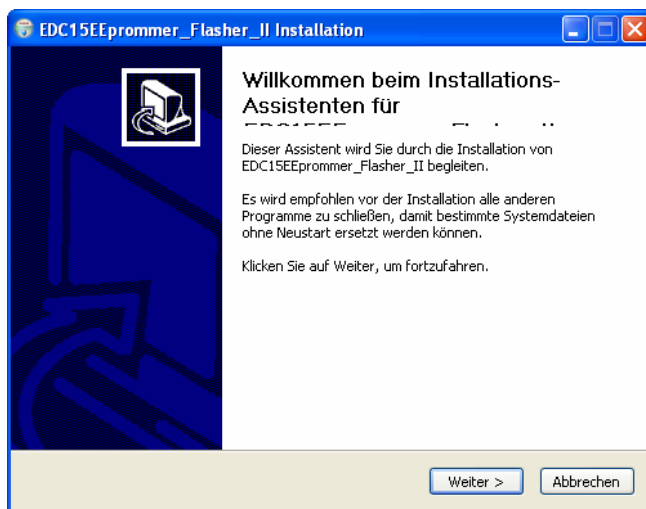 EDC15EEprommer_Flasher_II Installation
Willkommen beim Installations-
Assistenten für
Dieser Assistent wird Sie durch die Installation von
EDC15EEprommer_Flasher_II begleiten.
Es wird empfohlen vor der Installation alle anderen
Programme zu schließen, damit bestimmte Systemdateien
ohne Neustart ersetzt werden können.
Klicken Sie auf Weiter, um fortzufahren.
Weiter >
Abbrechen